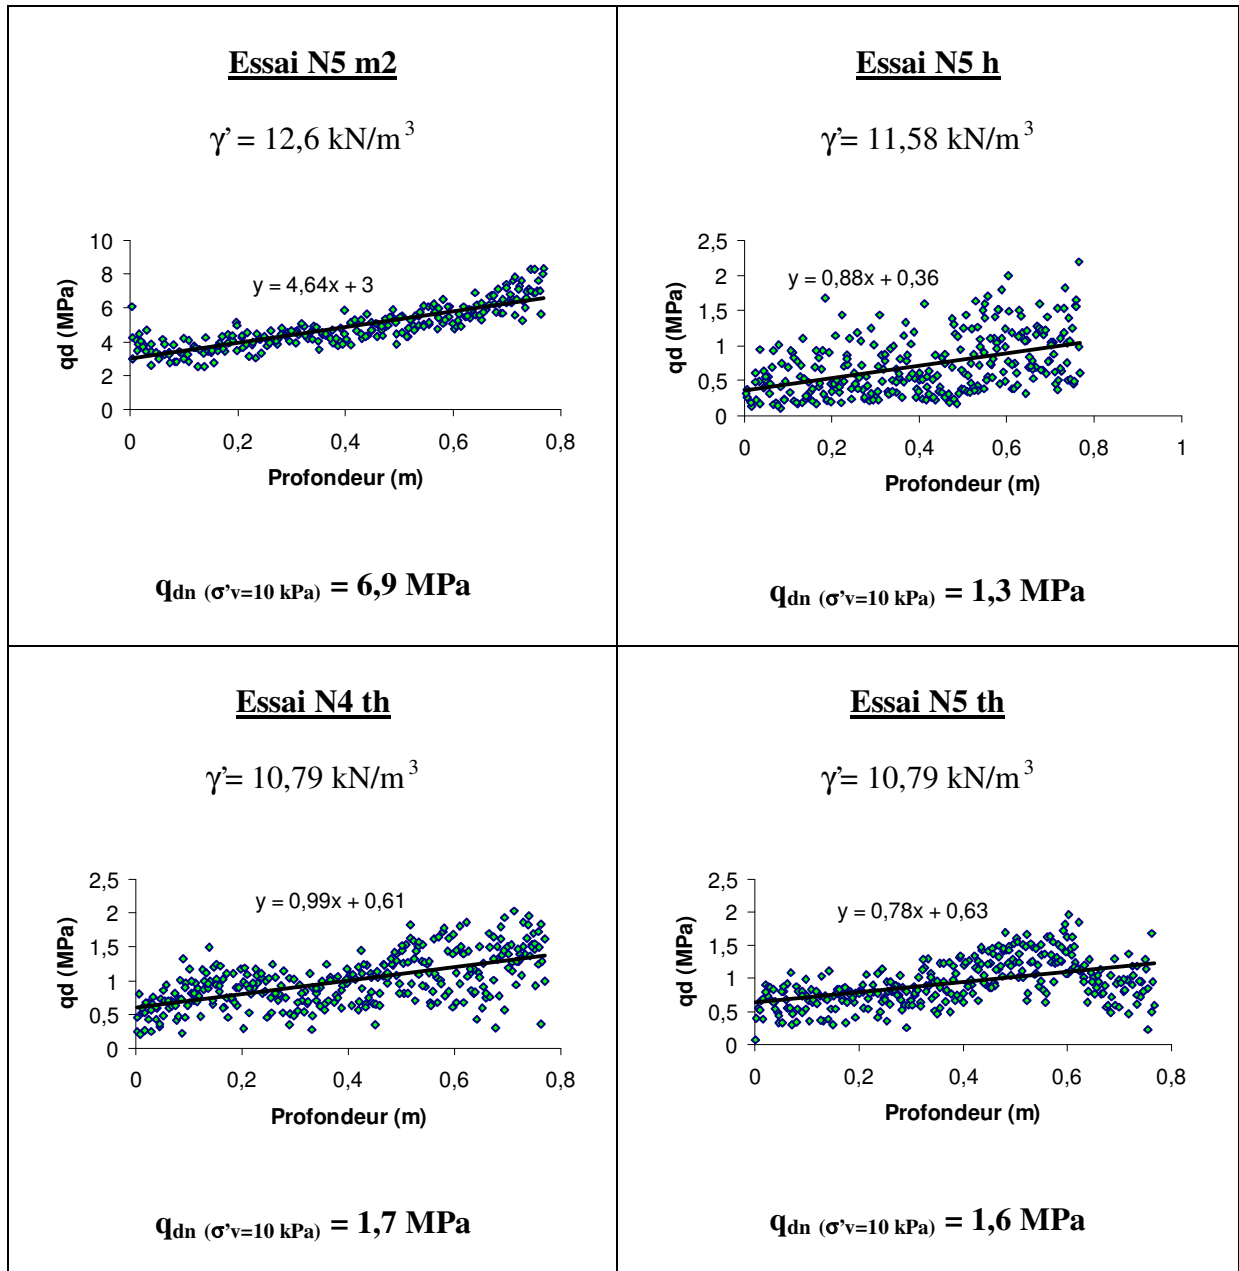 Essai N5 m2
γ' = 12,6 kN/m³
qd (MPa)
10
8
6
4
2
0
y = 4,64x + 3
0 0,2 0,4 0,6 0,8
Profondeur (m)
qdn (σ'v=10 kPa) = 6,9 MPa
Essai N5 h
γ'= 11,58 kN/m³
qd (MPa)
2,5
2
1,5
1
0,5
0
y = 0,88x + 0,36
0 0,2 0,4 0,6 0,8 1
Profondeur (m)
qdn (σ'v=10 kPa) = 1,3 MPa
Essai N4 th
γ'= 10,79 kN/m³
qd (MPa)
2,5
2
1,5
1
0,5
0
y = 0,99x + 0,61
0 0,2 0,4 0,6 0,8
Profondeur (m)
qdn (σ'v=10 kPa) = 1,7 MPa
Essai N5 th
γ'= 10,79 kN/m³
qd (MPa)
2,5
2
1,5
1
0,5
0
y = 0,78x + 0,63
0 0,2 0,4 0,6 0,8
Profondeur (m)
qdn (σ'v=10 kPa) = 1,6 MPa